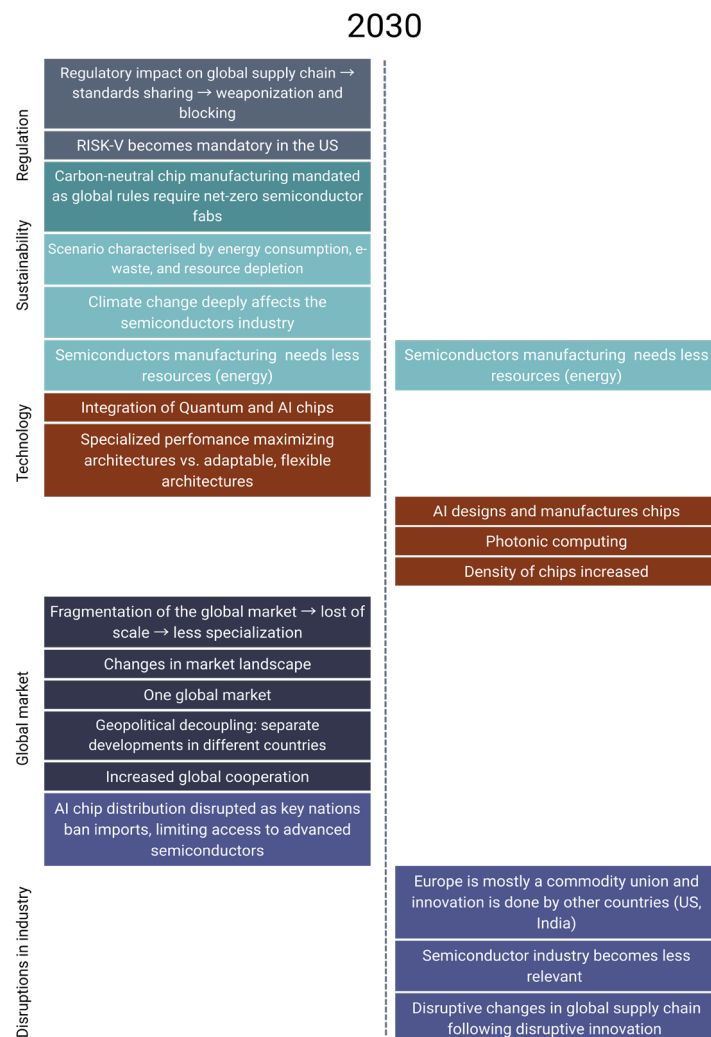 2030
Regulation
Regulatory impact on global supply chain →
standards sharing → weaponization and
blocking
RISK-V becomes mandatory in the US
Carbon-neutral chip manufacturing mandated
as global rules require net-zero semiconductor
fabs
Sustainability
Scenario characterised by energy consumption, e-
waste, and resource depletion
Climate change deeply affects the
semiconductors industry
Semiconductors manufacturing needs less
resources (energy)
Semiconductors manufacturing needs less
resources (energy)
Technology
Integration of Quantum and AI chips
Specialized perfomance maximizing
architectures vs. adaptable, flexible
architectures
AI designs and manufactures chips
Photonic computing
Density of chips increased
Global market
Fragmentation of the global market → lost of
scale → less specialization
Changes in market landscape
One global market
Geopolitical decoupling: separate
developments in different countries
Increased global cooperation
AI chip distribution disrupted as key nations
ban imports, limiting access to advanced
semiconductors
Disruptions in industry
Europe is mostly a commodity union and
innovation is done by other countries (US,
India)
Semiconductor industry becomes less
relevant
Disruptive changes in global supply chain
following disruptive innovation